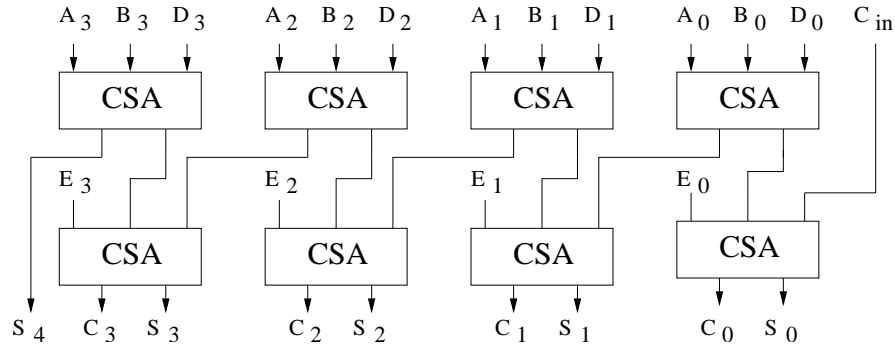 A3 B3 D3 A2 B2 D2 A1 B1 D1 A0 B0 D0 Cin
CSA CSA CSA CSA
E3 E2 E1 E0
CSA CSA CSA CSA
S4 C3 S3 C2 S2 C1 S1 C0 S0